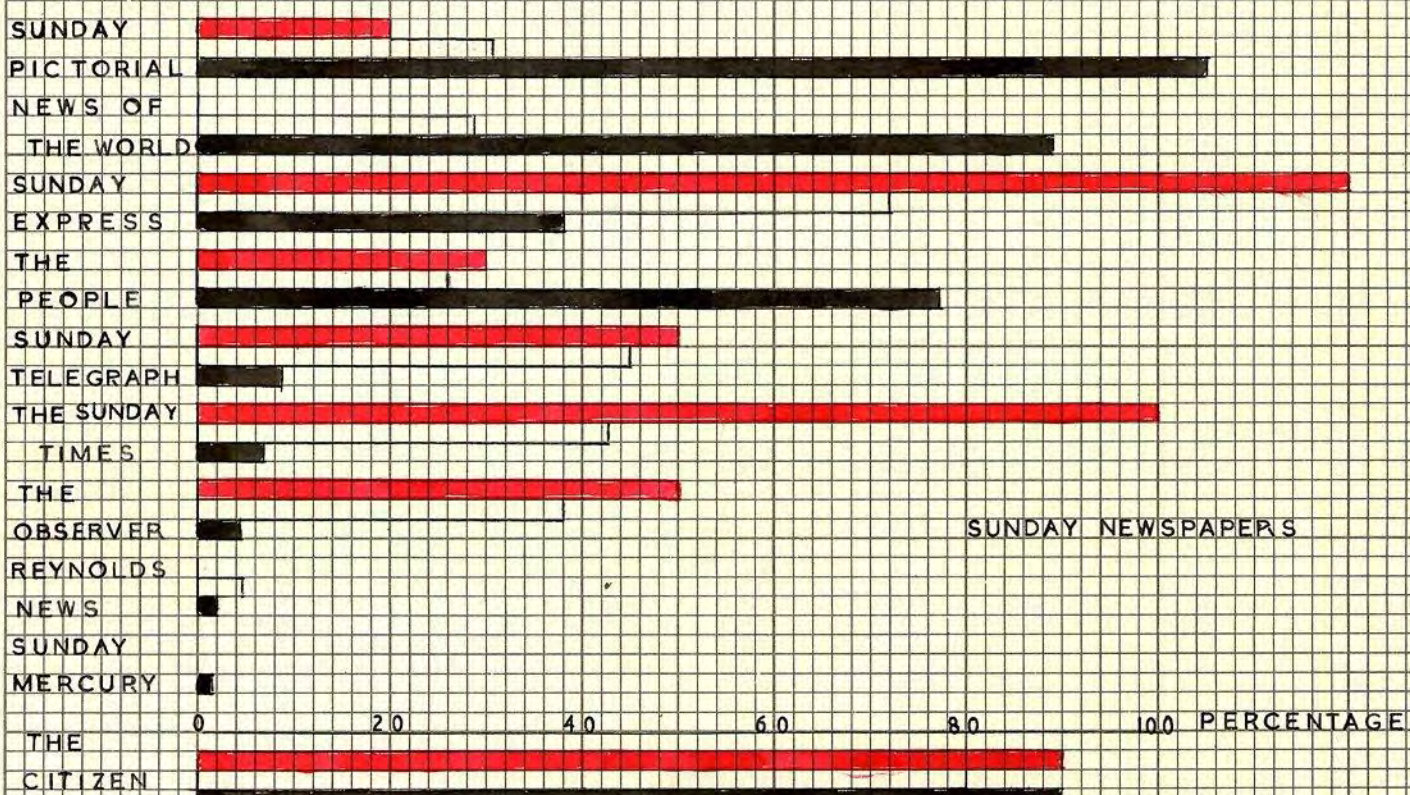 SUNDAY
PICTORIAL
NEWS OF
THE WORLD
SUNDAY
EXPRESS
THE
PEOPLE
SUNDAY
TELEGRAPH
THE SUNDAY
TIMES
THE
OBSERVER
SUNDAY NEWSPAPERS
REYNOLDS
NEWS
SUNDAY
MERCURY
0 20 40 60 80 100 PERCENTAGE
THE
CITIZEN